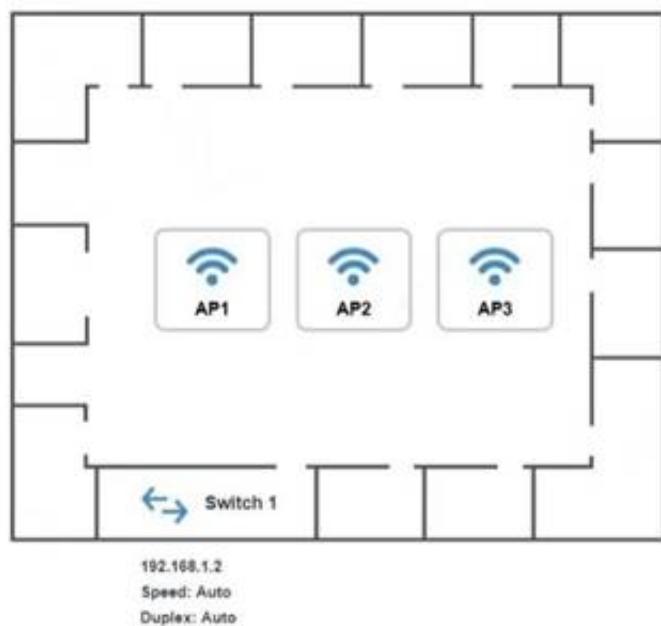 AP1
AP2
AP3
Switch 1
192.168.1.2
Speed: Auto
Duplex: Auto